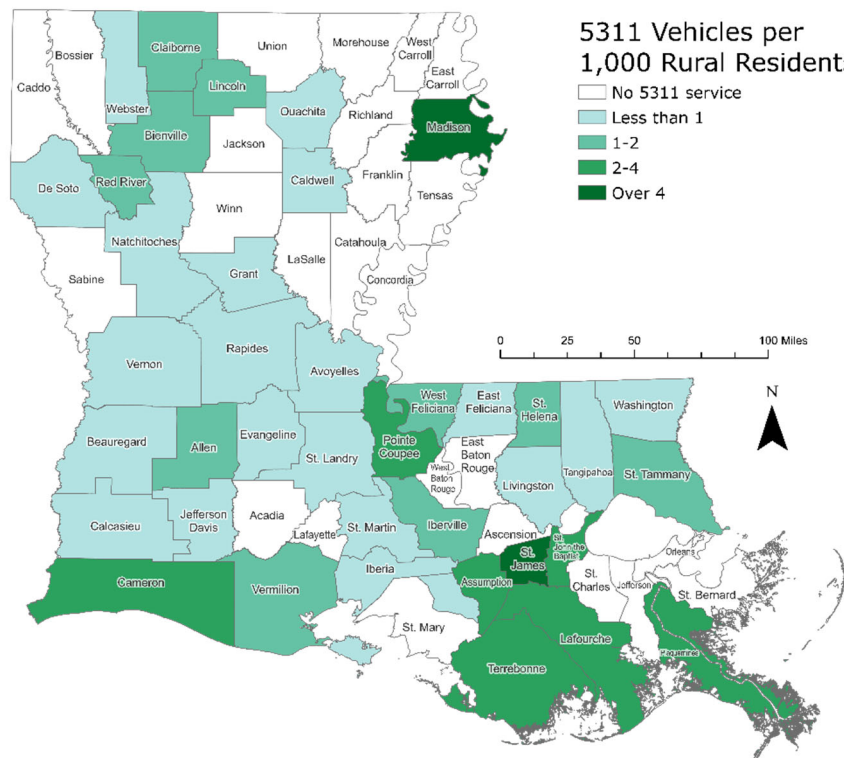 5311 Vehicles per
1,000 Rural Residents
No 5311 service
Less than 1
1-2
2-4
Over 4
0
25
50
100 Miles
N
Caddo
Bossier
Webster
Claiborne
Lincoln
Union
Morehouse
West
Carroll
East
Carroll
Ouachita
Richland
Madison
Bienville
Jackson
De Soto
Red River
Caldwell
Franklin
Tensas
Winn
Natchitoches
Sabine
Grant
LaSalle
Catahoula
Concordia
Vernon
Rapides
Avoyelles
Beauregard
Allen
Evangeline
St. Landry
Pointe
Coupee
West
Feliciana
East
Feliciana
St.
Helena
Washington
Tangipahoa
St. Tammany
East
Baton
Rouge
West
Baton
Rouge
Livingston
Calcasieu
Jefferson
Davis
Acadia
Lafayette
St. Martin
Iberville
Ascension
St.
James
St.
John the
Baptist
Orleans
Cameron
Vermilion
Iberia
Assumption
St.
Charles
Jefferson
St. Bernard
St. Mary
Lafourche
Terrebonne
Plaquemines